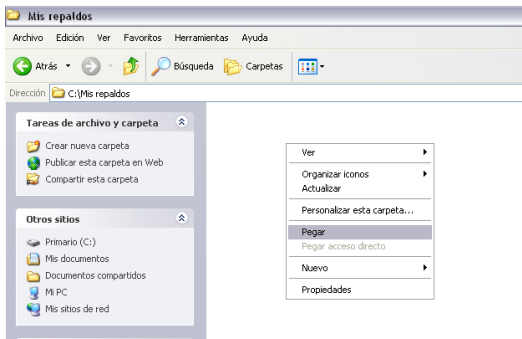 Mis repaldos
Archivo Edición Ver Favoritos Herramientas Ayuda
Atrás Búsqueda Carpetas
Dirección C:\Mis repaldos
Tareas de archivo y carpeta
Crear nueva carpeta
Publicar esta carpeta en Web
Compartir esta carpeta
Otros sitios
Primario (C:)
Mis documentos
Documentos compartidos
Mi PC
Mis sitios de red
Ver
Organizar iconos
Actualizar
Personalizar esta carpeta...
Pegar
Pegar acceso directo
Nuevo
Propiedades